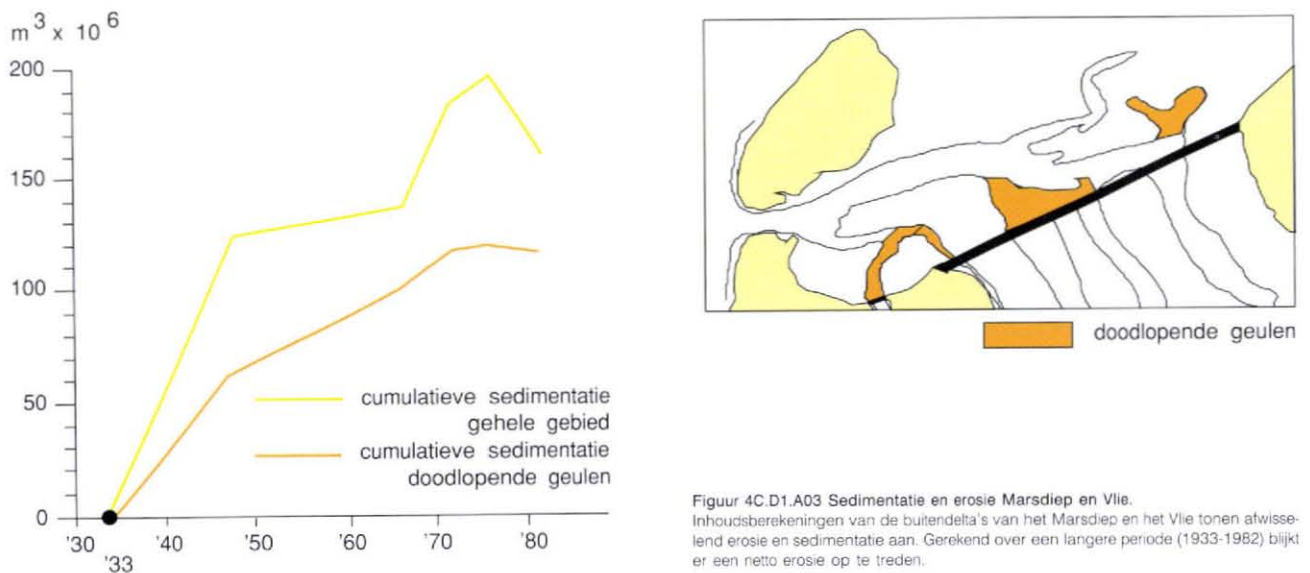 m³ x 10⁶
200
150
100
50
0
'30
'33
'40
'50
'60
'70
'80
cumulatieve sedimentatie
gehele gebied
cumulatieve sedimentatie
doodlopende geulen
doodlopende geulen
Figuur 4C.D1.A03 Sedimentatie en erosie Marsdiep en Vlie.
Inhoudsberekeningen van de buitendelta's van het Marsdiep en het Vlie tonen afwisse-
lend erosie en sedimentatie aan. Gerekend over een langere periode (1933-1982) blijkt
er een netto erosie op te treden.